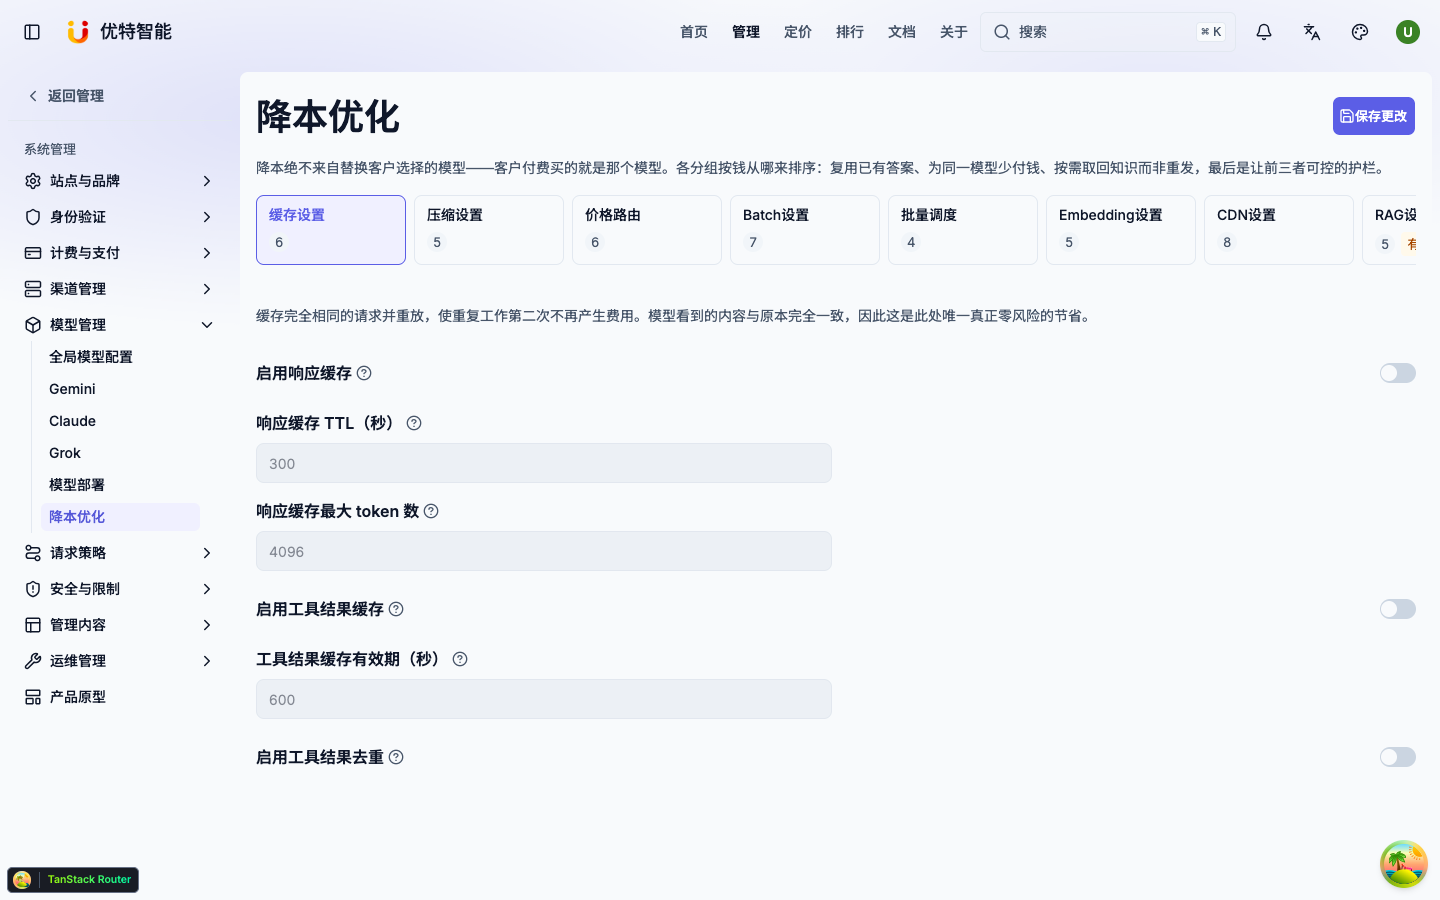 优特智能
首页
管理
定价
排行
文档
关于
搜索
⌘ K
U
返回管理
系统管理
站点与品牌
身份验证
计费与支付
渠道管理
模型管理
全局模型配置
Gemini
Claude
Grok
模型部署
降本优化
请求策略
安全与限制
管理内容
运维管理
产品原型
降本优化
保存更改
降本绝不来自替换客户选择的模型——客户付费买的就是那个模型。各分组按钱从哪来排序：复用已有答案、为同一模型少付钱、按需取回知识而非重发，最后是让前三者可控的护栏。
缓存设置
6
压缩设置
5
价格路由
6
Batch设置
7
批量调度
4
Embedding设置
5
CDN设置
8
RAG设
5 有
缓存完全相同的请求并重放，使重复工作第二次不再产生费用。模型看到的内容与原本完全一致，因此这是此处唯一真正零风险的节省。
启用响应缓存
响应缓存 TTL（秒）
300
响应缓存最大 token 数
4096
启用工具结果缓存
工具结果缓存有效期（秒）
600
启用工具结果去重
TanStack Router